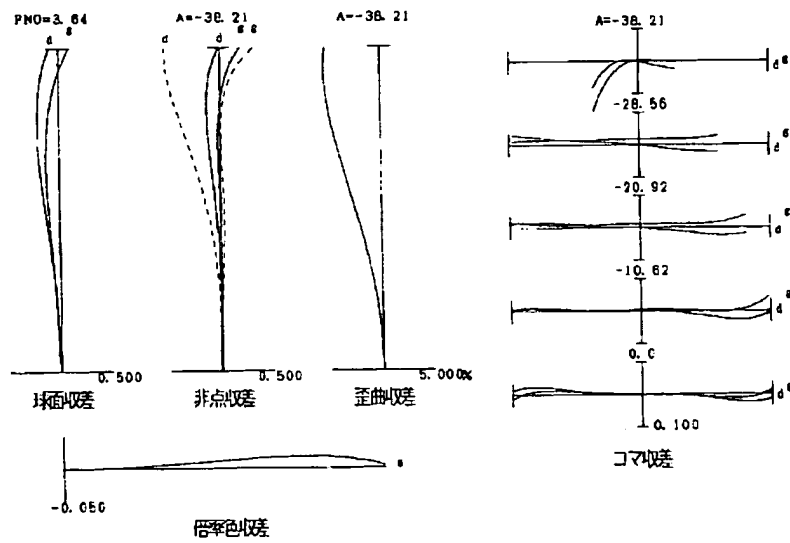 FNO=3.64
d g
0.500
球面収差
A=-38.21
d d g g
0.500
非点収差
A=-38.21
5.000%
歪曲収差
g
-0.050
倍率色収差
A=-38.21
d g
-28.56
d g
-20.92
d g
-10.62
d g
0.0
d g
0.100
コマ収差